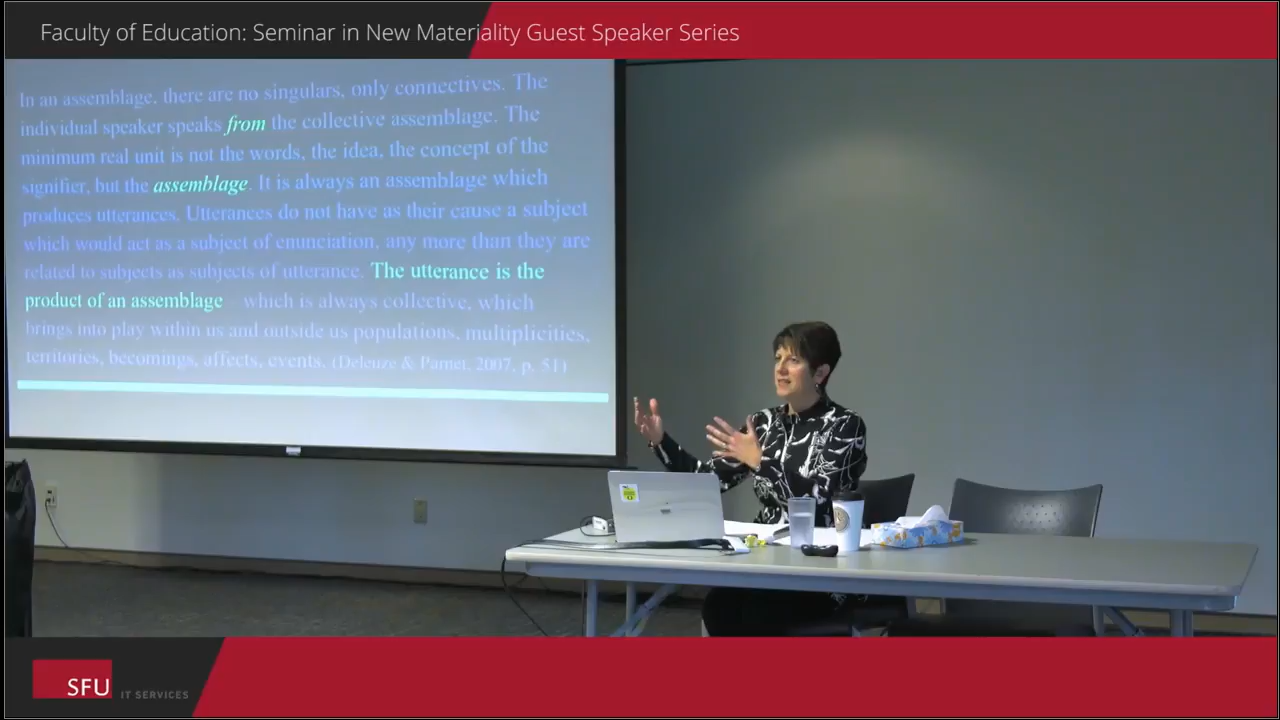 Faculty of Education: Seminar in New Materiality Guest Speaker Series
In an assemblage, there are no singulars, only connectives. The
individual speaker speaks from the collective assemblage. The
minimum real unit is not the words, the idea, the concept of the
signifier, but the assemblage. It is always an assemblage which
produces utterances. Utterances do not have as their cause a subject
which would act as a subject of enunciation, any more than they are
related to subjects as subjects of utterance. The utterance is the
product of an assemblage – which is always collective, which
brings into play within us and outside us populations, multiplicities,
territories, becomings, affects, events. (Deleuze & Parnet, 2007, p. 51)
SFU IT SERVICES